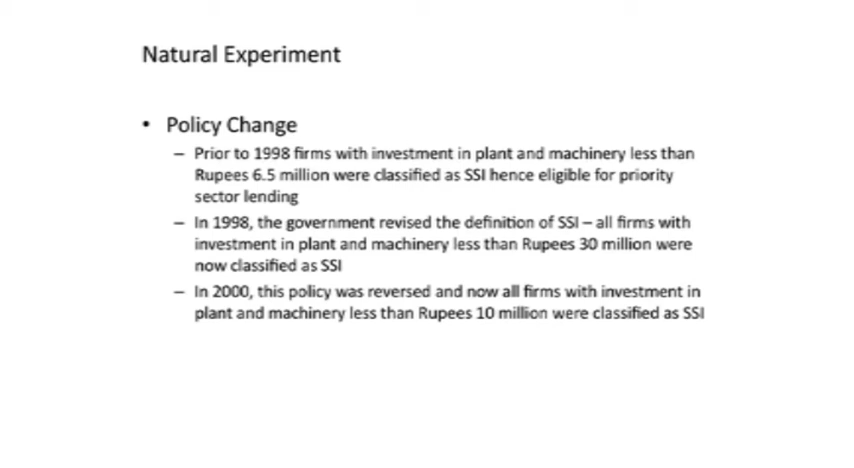 Natural Experiment
• Policy Change
– Prior to 1998 firms with investment in plant and machinery less than
Rupees 6.5 million were classified as SSI hence eligible for priority
sector lending
– In 1998, the government revised the definition of SSI – all firms with
investment in plant and machinery less than Rupees 30 million were
now classified as SSI
– In 2000, this policy was reversed and now all firms with investment in
plant and machinery less than Rupees 10 million were classified as SSI